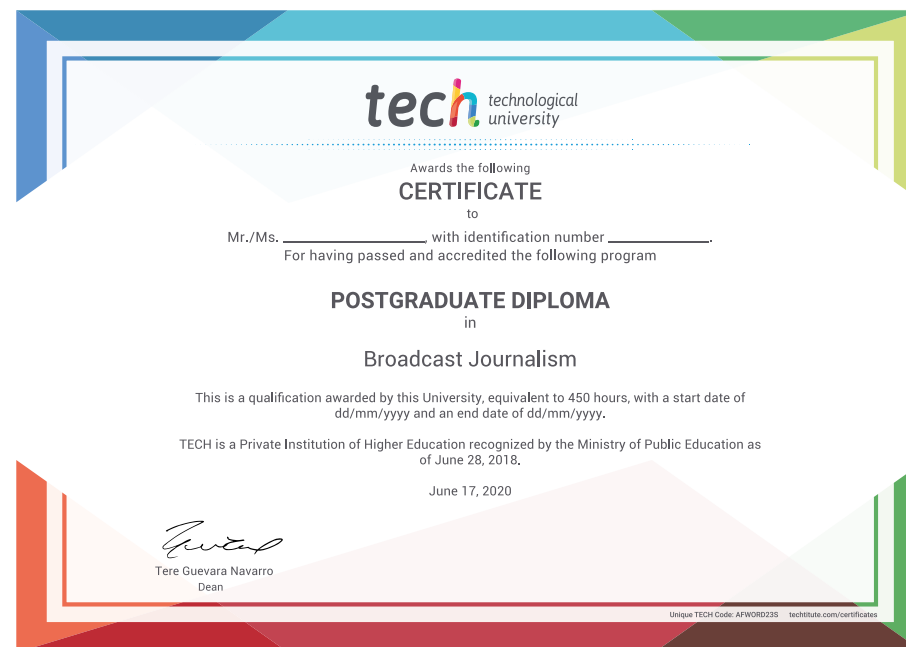 tech technological
university
Awards the following
CERTIFICATE
to
Mr./Ms. ____________________, with identification number ______________.
For having passed and accredited the following program
POSTGRADUATE DIPLOMA
in
Broadcast Journalism
This is a qualification awarded by this University, equivalent to 450 hours, with a start date of
dd/mm/yyyy and an end date of dd/mm/yyyy.
TECH is a Private Institution of Higher Education recognized by the Ministry of Public Education as
of June 28, 2018.
June 17, 2020
Tere Guevara Navarro
Dean
Unique TECH Code: AFWORD23S techtitute.com/certificates